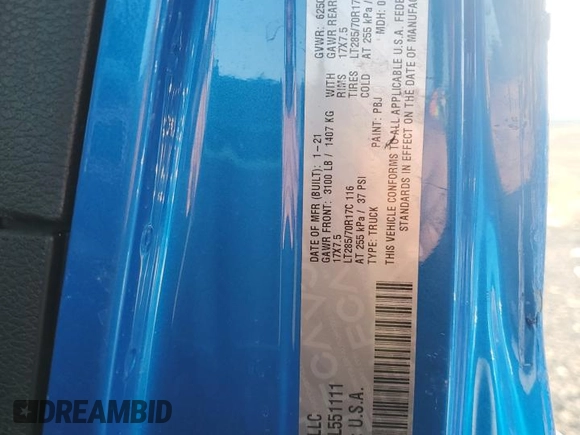 LLC
DATE OF MFR (BUILT): 1-21
GVWR: 6250
GAWR FRONT: 3100 LB / 1407 KG
WITH
GAWR REAR
17X7.5
RIMS
17X7.5
LT285/70R17C 116
TIRES
LT285/70R17
AT 255 kPa / 37 PSI
COLD
AT 255 kPa /
TYPE: TRUCK
PAINT: PBJ
MDH: 0
THIS VEHICLE CONFORMS TO ALL APPLICABLE U.S.A. FEDE
STANDARDS IN EFFECT ON THE DATE OF MANUFA
L551111
U.S.A.
DREAMBID